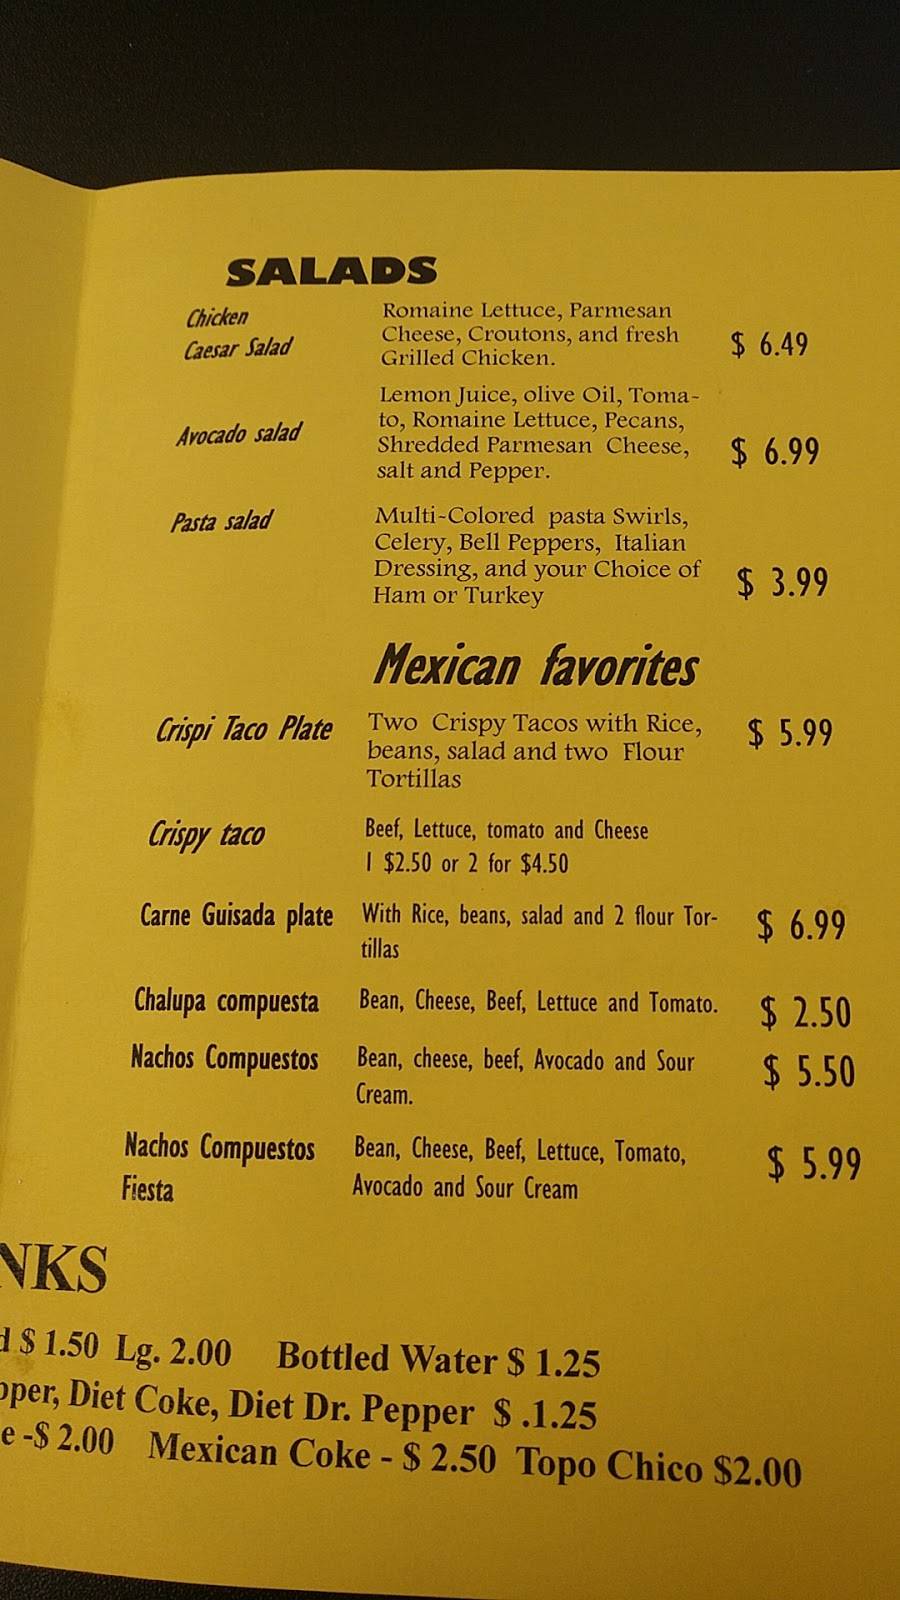 SALADS
Chicken
Caesar Salad
Romaine Lettuce, Parmesan
Cheese, Croutons, and fresh
Grilled Chicken.
$ 6.49
Avocado salad
Lemon Juice, olive Oil, Toma-
to, Romaine Lettuce, Pecans,
Shredded Parmesan Cheese,
salt and Pepper.
$ 6.99
Pasta salad
Multi-Colored pasta Swirls,
Celery, Bell Peppers, Italian
Dressing, and your Choice of
Ham or Turkey
$ 3.99
Mexican favorites
Crispi Taco Plate
Two Crispy Tacos with Rice,
beans, salad and two Flour
Tortillas
$ 5.99
Crispy taco
Beef, Lettuce, tomato and Cheese
1 $2.50 or 2 for $4.50
Carne Guisada plate
With Rice, beans, salad and 2 flour Tor-
tillas
$ 6.99
Chalupa compuesta
Bean, Cheese, Beef, Lettuce and Tomato.
$ 2.50
Nachos Compuestos
Bean, cheese, beef, Avocado and Sour
Cream.
$ 5.50
Nachos Compuestos
Fiesta
Bean, Cheese, Beef, Lettuce, Tomato,
Avocado and Sour Cream
$ 5.99
NKS
d $ 1.50 Lg. 2.00 Bottled Water $ 1.25
pper, Diet Coke, Diet Dr. Pepper $ .1.25
e -$ 2.00 Mexican Coke - $ 2.50 Topo Chico $2.00